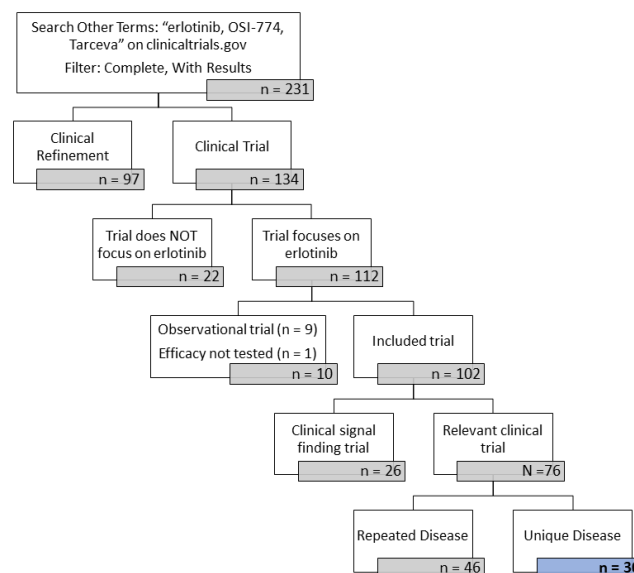 Search Other Terms: “erlotinib, OSI-774,
Tarceva” on clinicaltrials.gov
Filter: Complete, With Results
n = 231
Clinical
Refinement
n = 97
Clinical Trial
n = 134
Trial does NOT
focus on erlotinib
n = 22
Trial focuses on
erlotinib
n = 112
Observational trial (n = 9)
Efficacy not tested (n = 1)
n = 10
Included trial
n = 102
Clinical signal
finding trial
n = 26
Relevant clinical
trial
N =76
Repeated Disease
n = 46
Unique Disease
n =